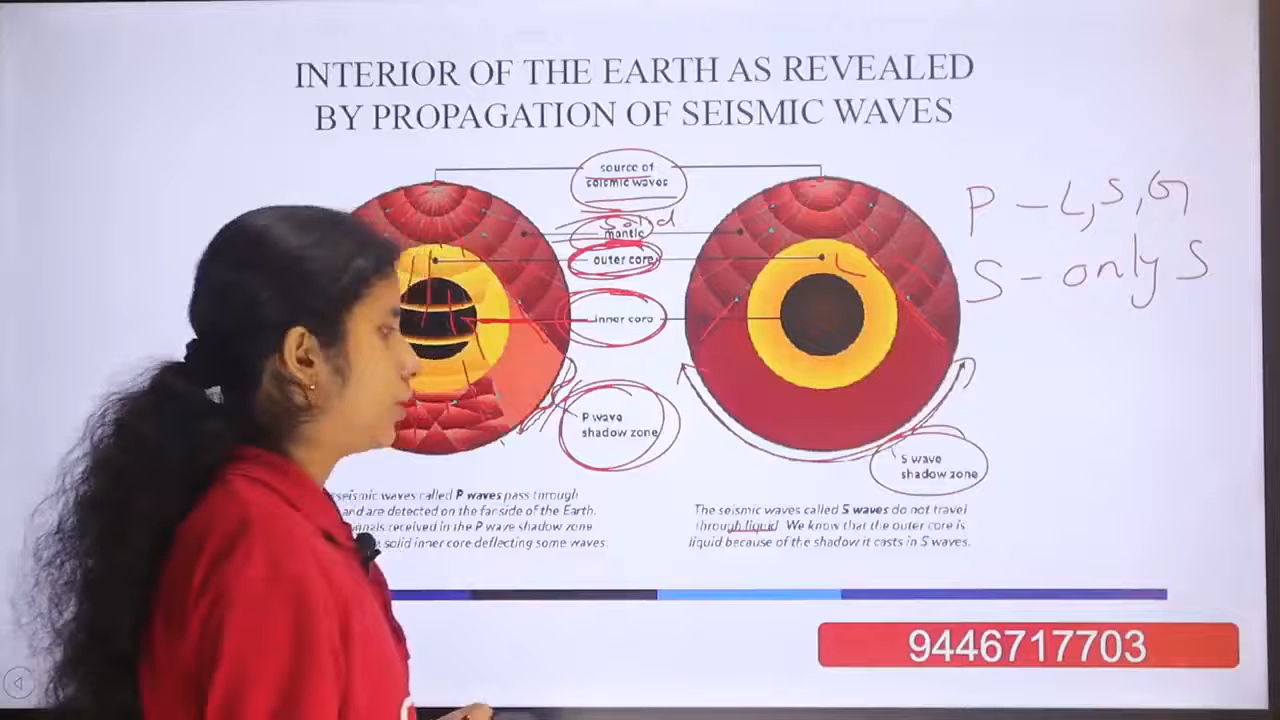 INTERIOR OF THE EARTH AS REVEALED
BY PROPAGATION OF SEISMIC WAVES
source of
seismic waves
Solid
mantle
outer core
inner core
P wave
shadow zone
L
P - L, S, G
S - only S
S wave
shadow zone
seismic waves called P waves pass through
and are detected on the far side of the Earth.
signals received in the P wave shadow zone
a solid inner core deflecting some waves.
The seismic waves called S waves do not travel
through liquid. We know that the outer core is
liquid because of the shadow it casts in S waves.
9446717703